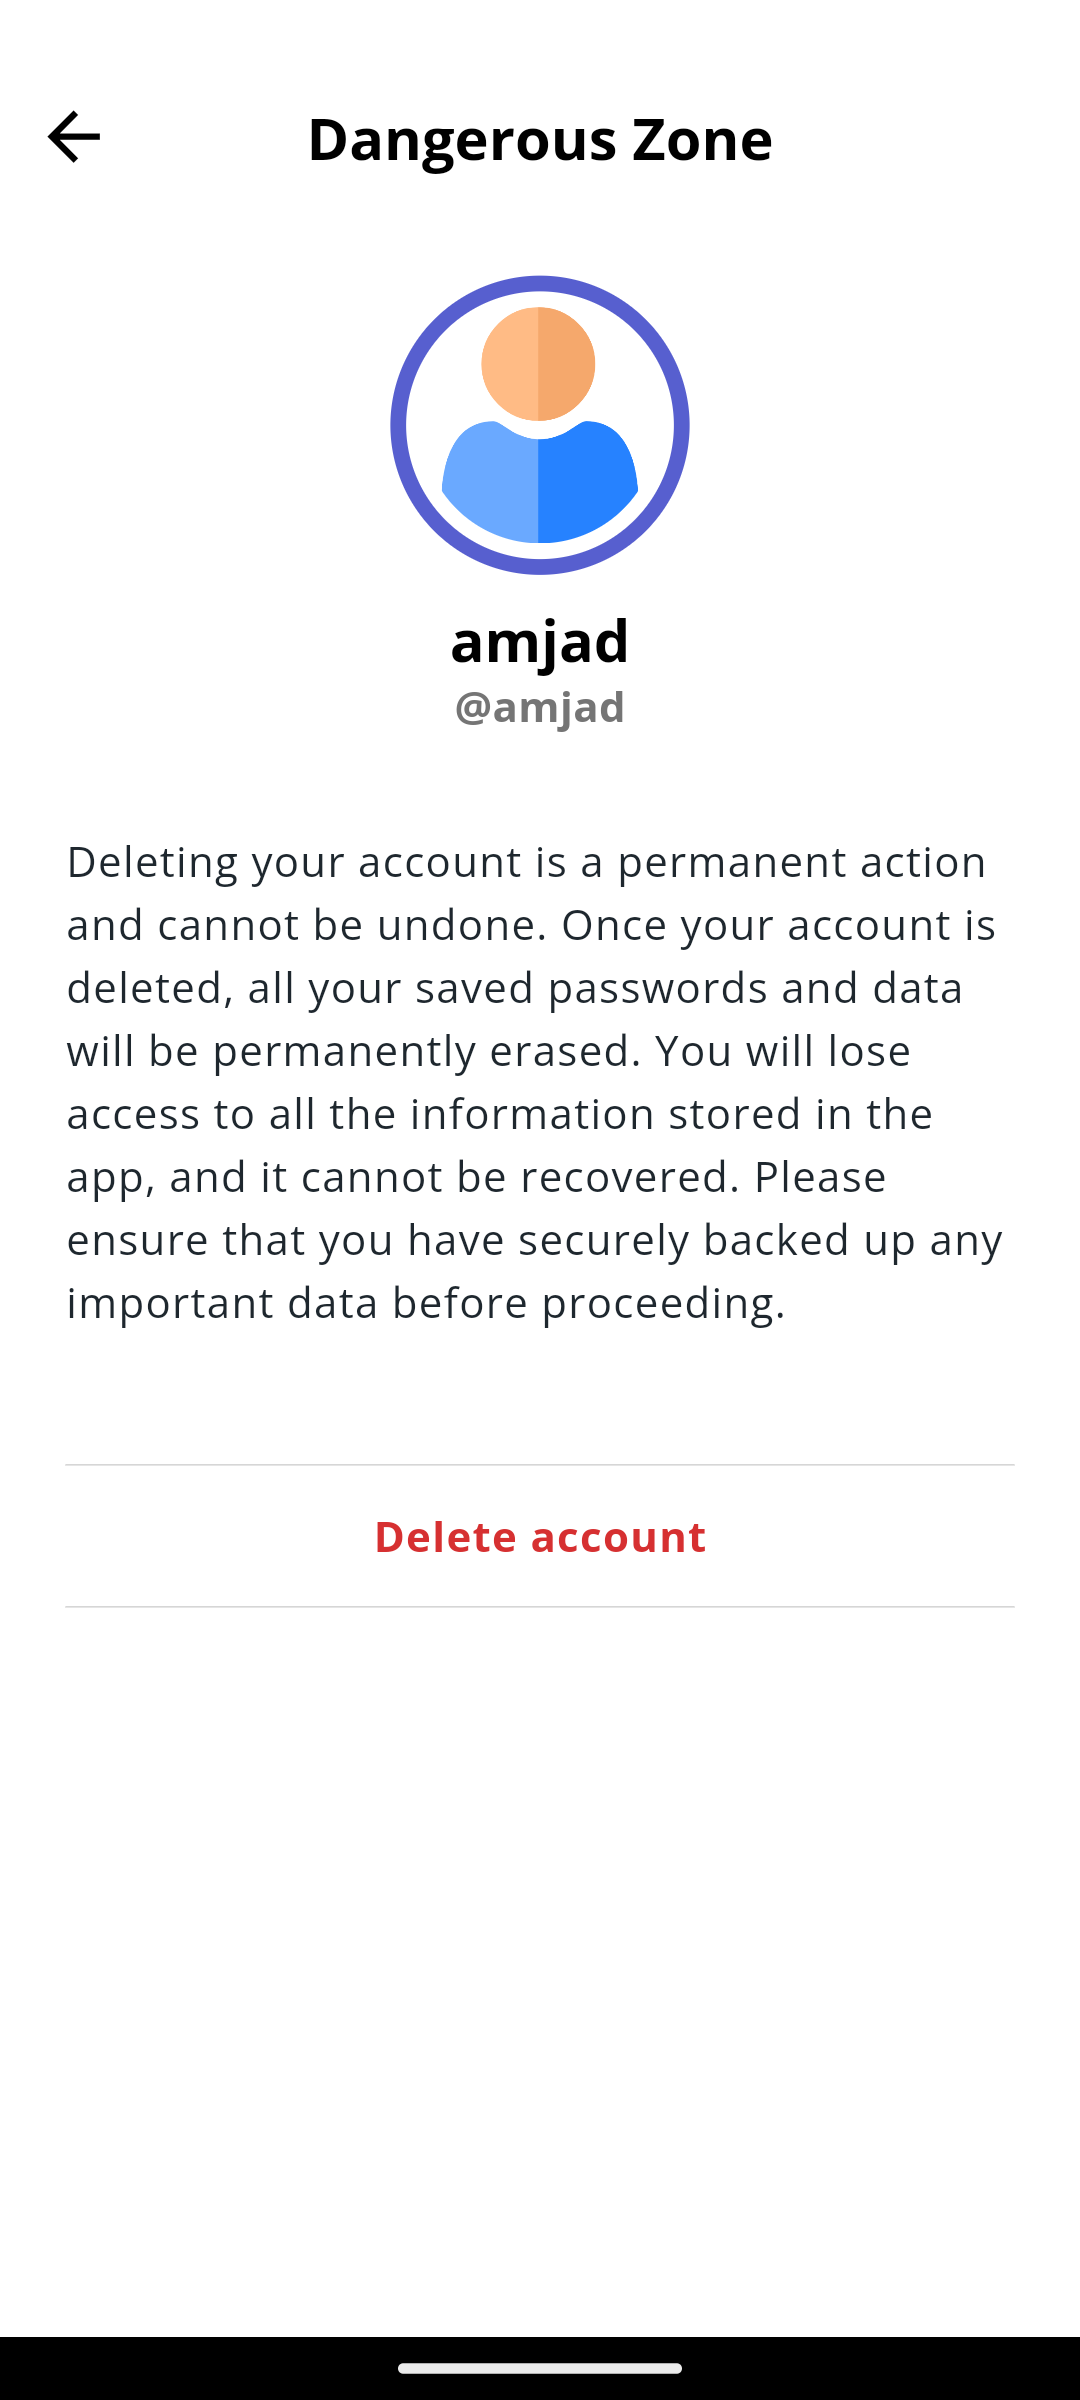 Dangerous Zone
amjad
@amjad
Deleting your account is a permanent action
and cannot be undone. Once your account is
deleted, all your saved passwords and data
will be permanently erased. You will lose
access to all the information stored in the
app, and it cannot be recovered. Please
ensure that you have securely backed up any
important data before proceeding.
Delete account